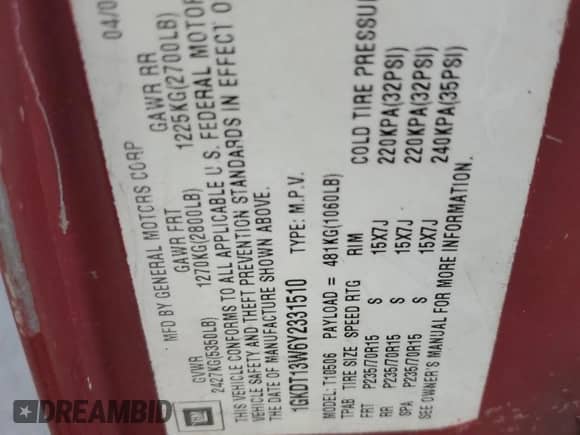 04/0
MFD BY GENERAL MOTORS CORP
GVWR GAWR FRT GAWR RR
2427KG(5350LB) 1270KG(2800LB) 1225KG(2700LB)
THIS VEHICLE CONFORMS TO ALL APPLICABLE U S. FEDERAL MOTOR
VEHICLE SAFETY AND THEFT PREVENTION STANDARDS IN EFFECT O
THE DATE OF MANUFACTURE SHOWN ABOVE.
1GKDT13W6Y2331510 TYPE: M.P.V.
MODEL: T10506 PAYLOAD = 481KG(1060LB)
TPAB TIRE SIZE SPEED RTG RIM COLD TIRE PRESSUR
FRT P235/70R15 S 15X7J 220KPA(32PSI)
RR P235/70R15 S 15X7J 220KPA(32PSI)
SPA P235/70R15 S 15X7J 240KPA(35PSI)
SEE OWNER'S MANUAL FOR MORE INFORMATION.
GM
DREAMBID